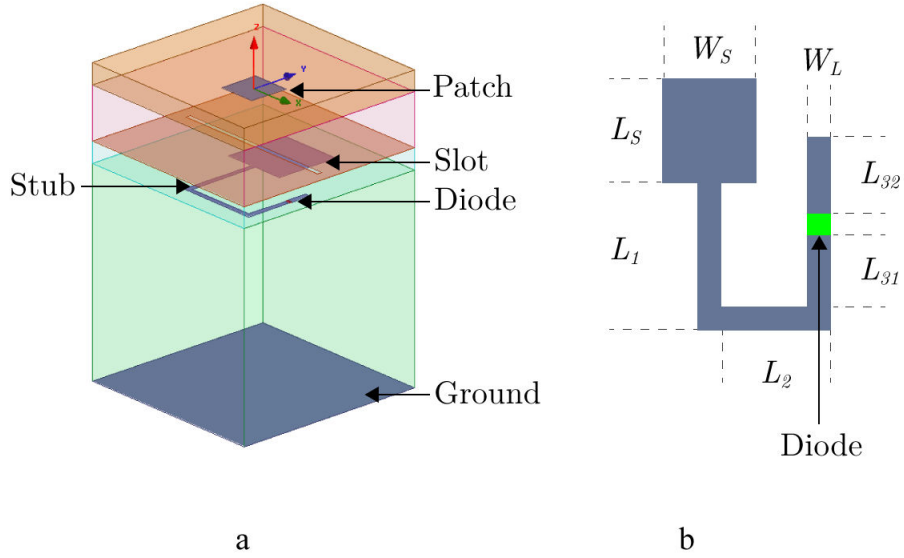 Z
Y
X
Patch
Slot
Stub
Diode
Ground
a
W_S
W_L
L_S
L_32
L_1
L_31
L_2
Diode
b